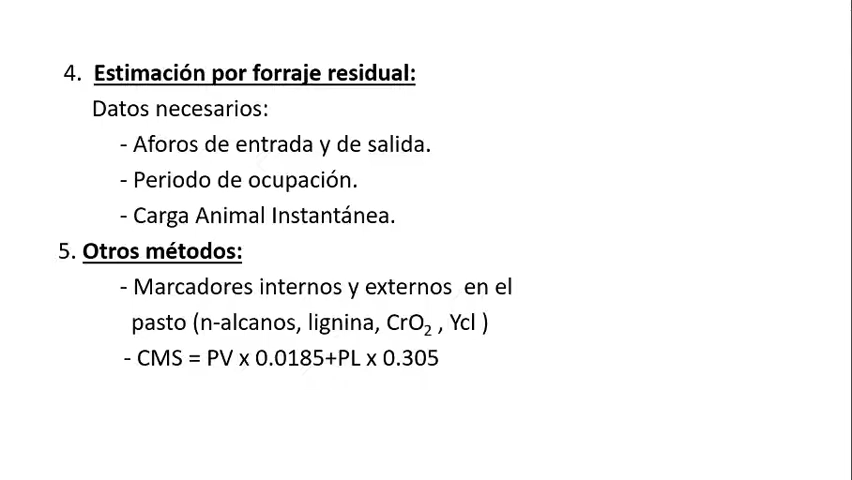 4. Estimación por forraje residual:
Datos necesarios:
- Aforos de entrada y de salida.
- Periodo de ocupación.
- Carga Animal Instantánea.
5. Otros métodos:
- Marcadores internos y externos en el
pasto (n-alcanos, lignina, CrO₂ , Ycl )
- CMS = PV x 0.0185+PL x 0.305